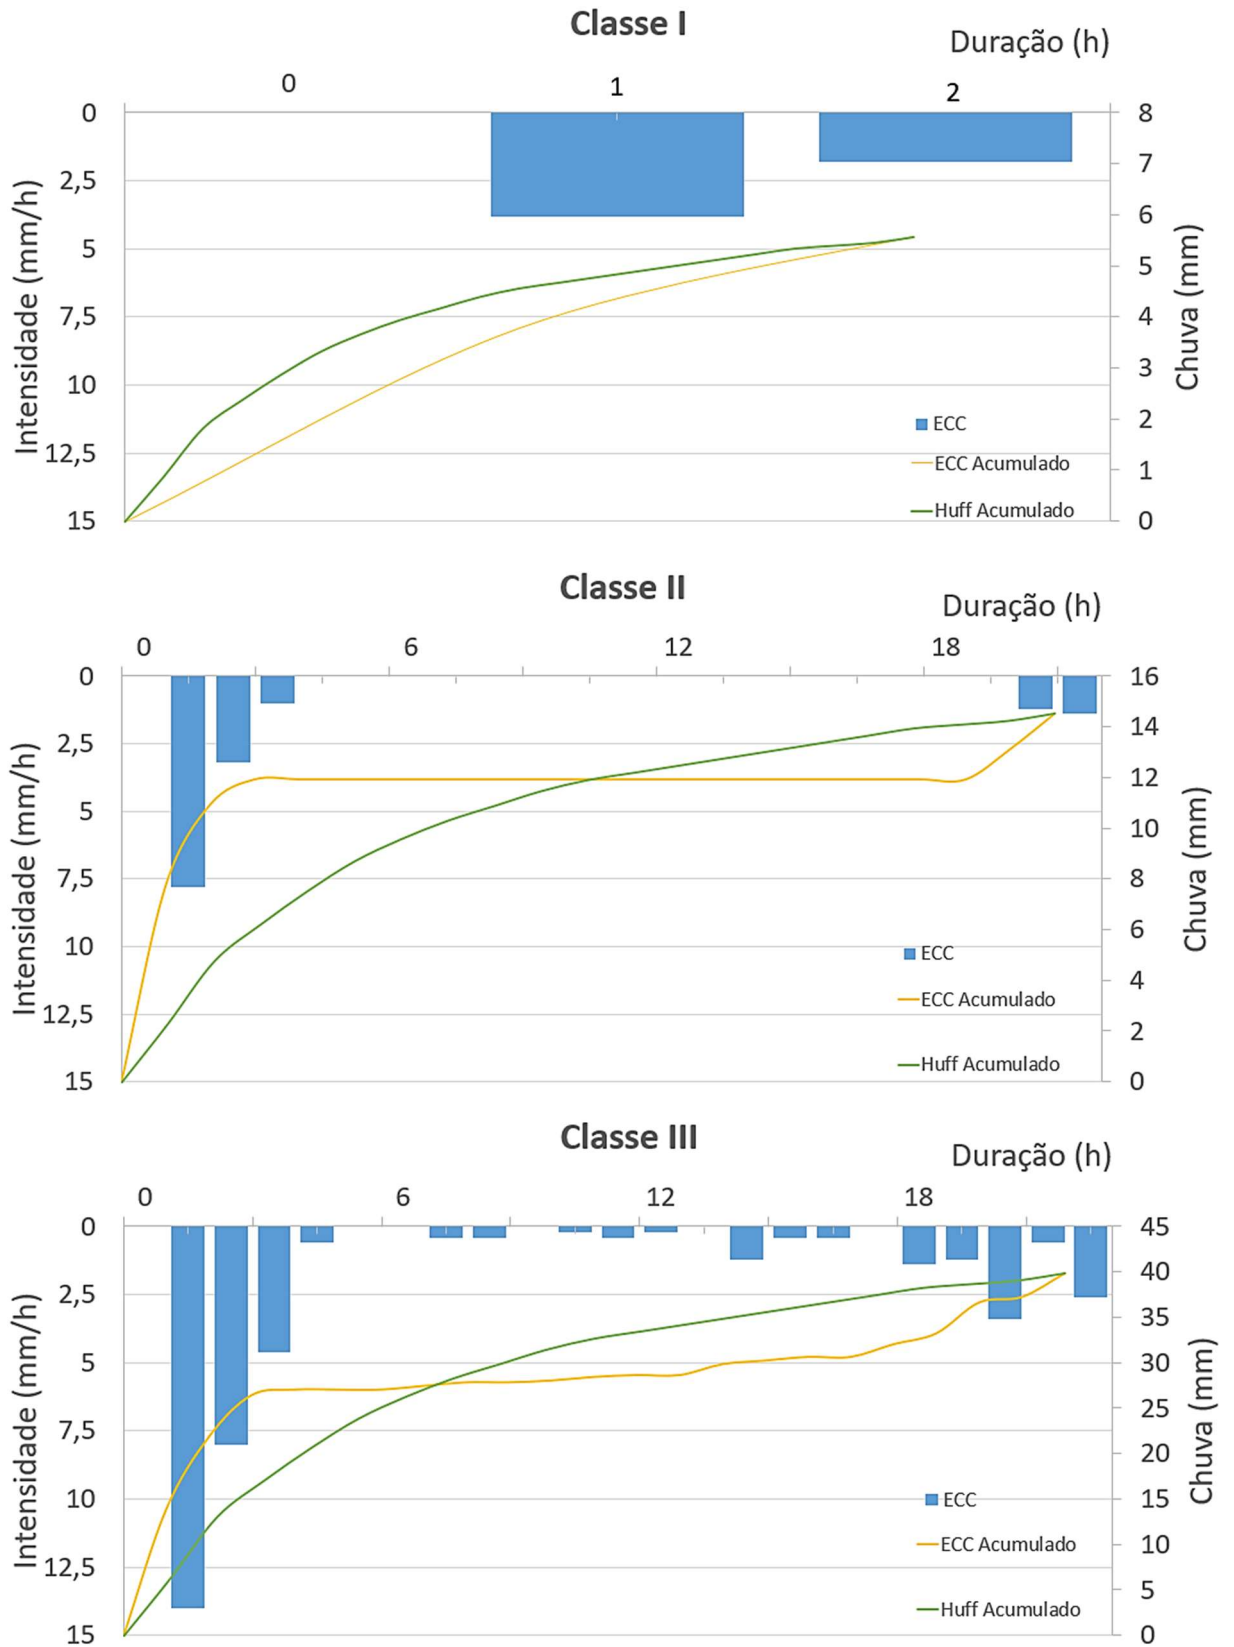 Classe I
Duração (h)
0 1 2
0
2,5
5
7,5
10
12,5
15
Intensidade (mm/h)
8
7
6
5
4
3
2
1
0
Chuva (mm)
ECC
ECC Acumulado
Huff Acumulado
Classe II
Duração (h)
0 6 12 18
0
2,5
5
7,5
10
12,5
15
Intensidade (mm/h)
16
14
12
10
8
6
4
2
0
Chuva (mm)
ECC
ECC Acumulado
Huff Acumulado
Classe III
Duração (h)
0 6 12 18
0
2,5
5
7,5
10
12,5
15
Intensidade (mm/h)
45
40
35
30
25
20
15
10
5
0
Chuva (mm)
ECC
ECC Acumulado
Huff Acumulado